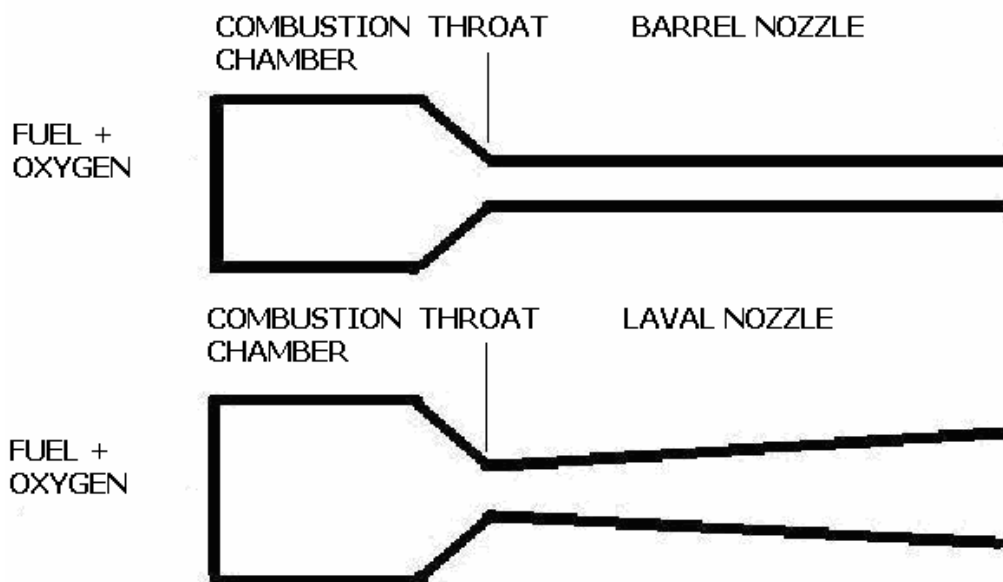 COMBUSTION THROAT BARREL NOZZLE
CHAMBER
FUEL +
OXYGEN
COMBUSTION THROAT LAVAL NOZZLE
CHAMBER
FUEL +
OXYGEN